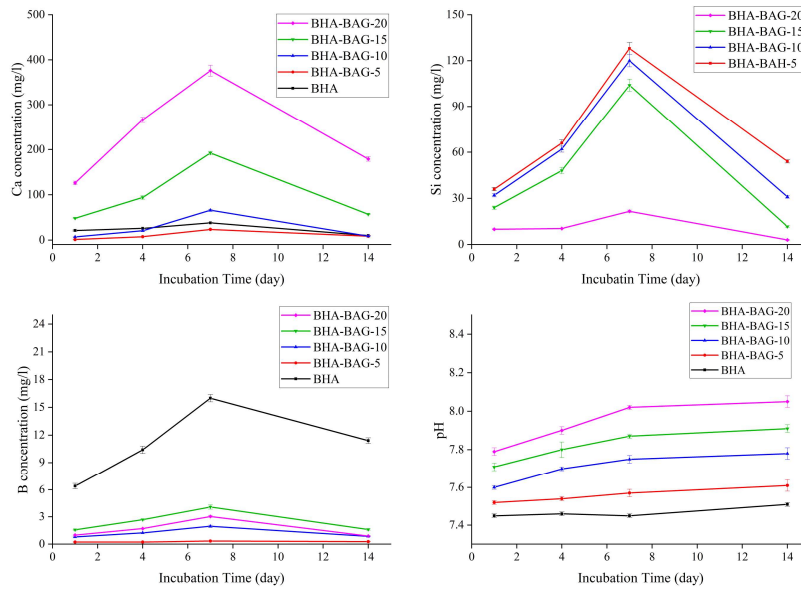 500
400
300
200
100
0
Ca concentration (mg/l)
BHA-BAG-20
BHA-BAG-15
BHA-BAG-10
BHA-BAG-5
BHA
0 2 4 6 8 10 12 14
Incubation Time (day)
150
120
90
60
30
0
Si concentration (mg/l)
BHA-BAG-20
BHA-BAG-15
BHA-BAG-10
BHA-BAH-5
0 2 4 6 8 10 12 14
Incubatin Time (day)
24
21
18
15
12
9
6
3
0
B concentration (mg/l)
BHA-BAG-20
BHA-BAG-15
BHA-BAG-10
BHA-BAG-5
BHA
0 2 4 6 8 10 12 14
Incubation Time (day)
8.4
8.2
8.0
7.8
7.6
7.4
pH
BHA-BAG-20
BHA-BAG-15
BHA-BAG-10
BHA-BAG-5
BHA
0 2 4 6 8 10 12 14
Incubation Time (day)